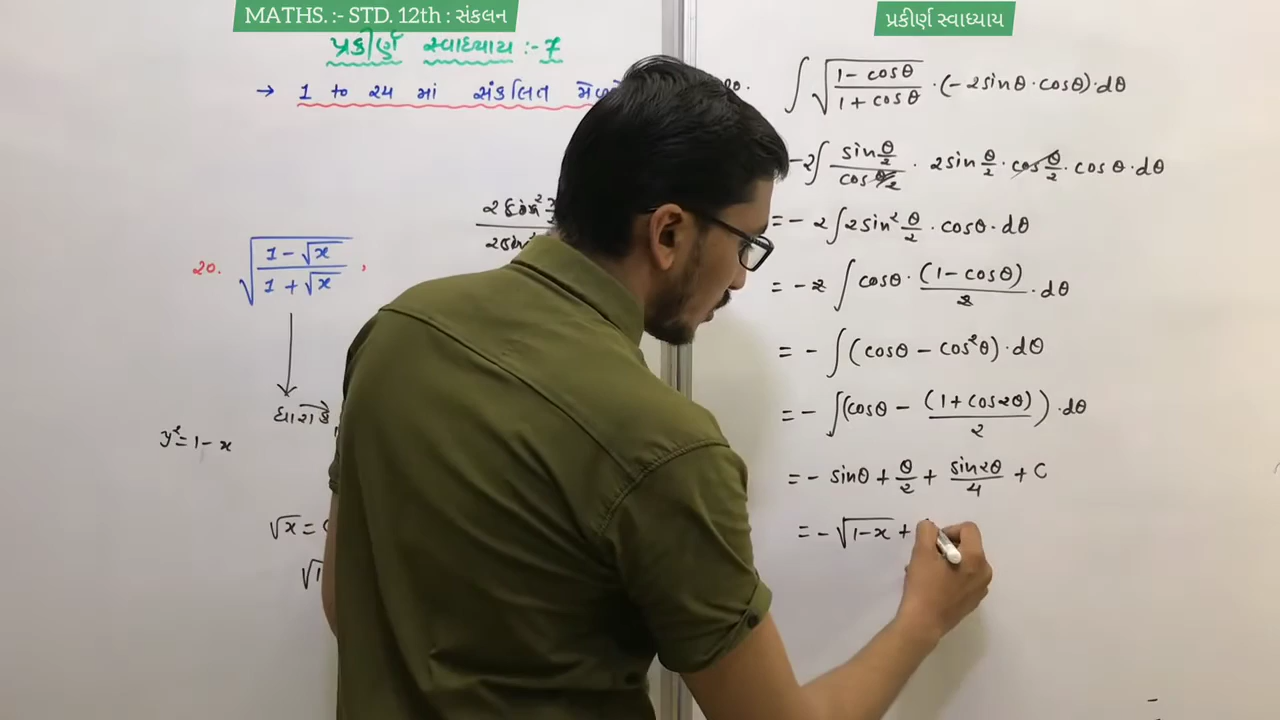 MATHS. :- STD. 12th : સંકલન
પ્રકીર્ણ સ્વાધ્યાય
પ્રકીર્ણ સ્વાધ્યાય :- 7
→ 1 to 24 માં સંકલિત
20. √((1 - √x)/(1 + √x)) ,
y² = 1 - x
√x =
∫ √((1 - cosθ)/(1 + cosθ)) · (-2sinθ · cosθ) · dθ
-2∫ (sin θ/2)/(cos θ/2) · 2sin θ/2 · cos θ/2 · cosθ · dθ
= - 2∫2sin² θ/2 · cosθ · dθ
= - 2 ∫ cosθ · (1 - cosθ)/2 · dθ
= - ∫ (cosθ - cos²θ) · dθ
= - ∫(cosθ - (1 + cos2θ)/2) · dθ
= - sinθ + θ/2 + sin2θ/4 + C
= - √(1-x) +